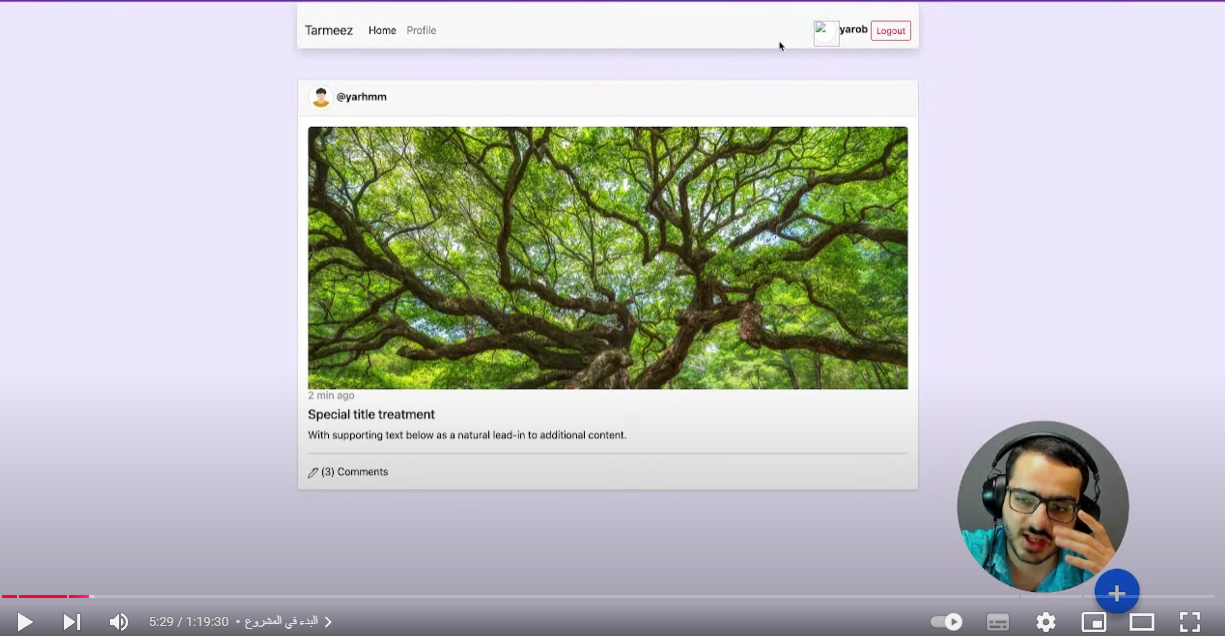 Tarmeez Home Profile yarob Logout
@yarhmm
2 min ago
Special title treatment
With supporting text below as a natural lead-in to additional content.
(3) Comments
+
5:29 / 1:19:30 • البدء في المشروع